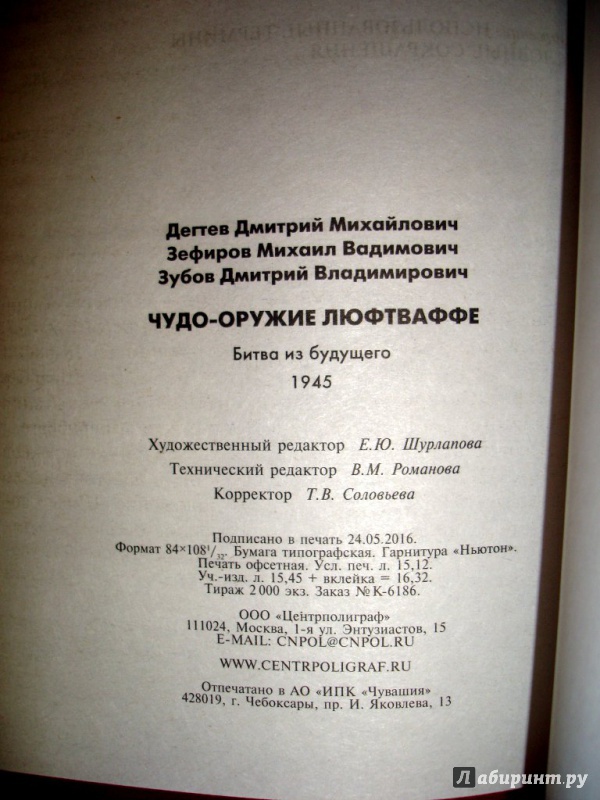 ИСПОЛЬЗОВАННЫЕ ТЕРМИНЫ
СОКРАЩЕНИЯ
Дегтев Дмитрий Михайлович
Зефиров Михаил Вадимович
Зубов Дмитрий Владимирович
ЧУДО-ОРУЖИЕ ЛЮФТВАФФЕ
Битва из будущего
1945
Художественный редактор Е.Ю. Шурлапова
Технический редактор В.М. Романова
Корректор Т.В. Соловьева
Подписано в печать 24.05.2016.
Формат 84×108¹/₃₂. Бумага типографская. Гарнитура «Ньютон».
Печать офсетная. Усл. печ. л. 15,12.
Уч.-изд. л. 15,45 + вклейка = 16,32.
Тираж 2 000 экз. Заказ № К-6186.
ООО «Центрполиграф»
111024, Москва, 1-я ул. Энтузиастов, 15
E-MAIL: CNPOL@CNPOL.RU
WWW.CENTRPOLIGRAF.RU
Отпечатано в АО «ИПК «Чувашия»
428019, г. Чебоксары, пр. И. Яковлева, 13
Лабиринт.ру